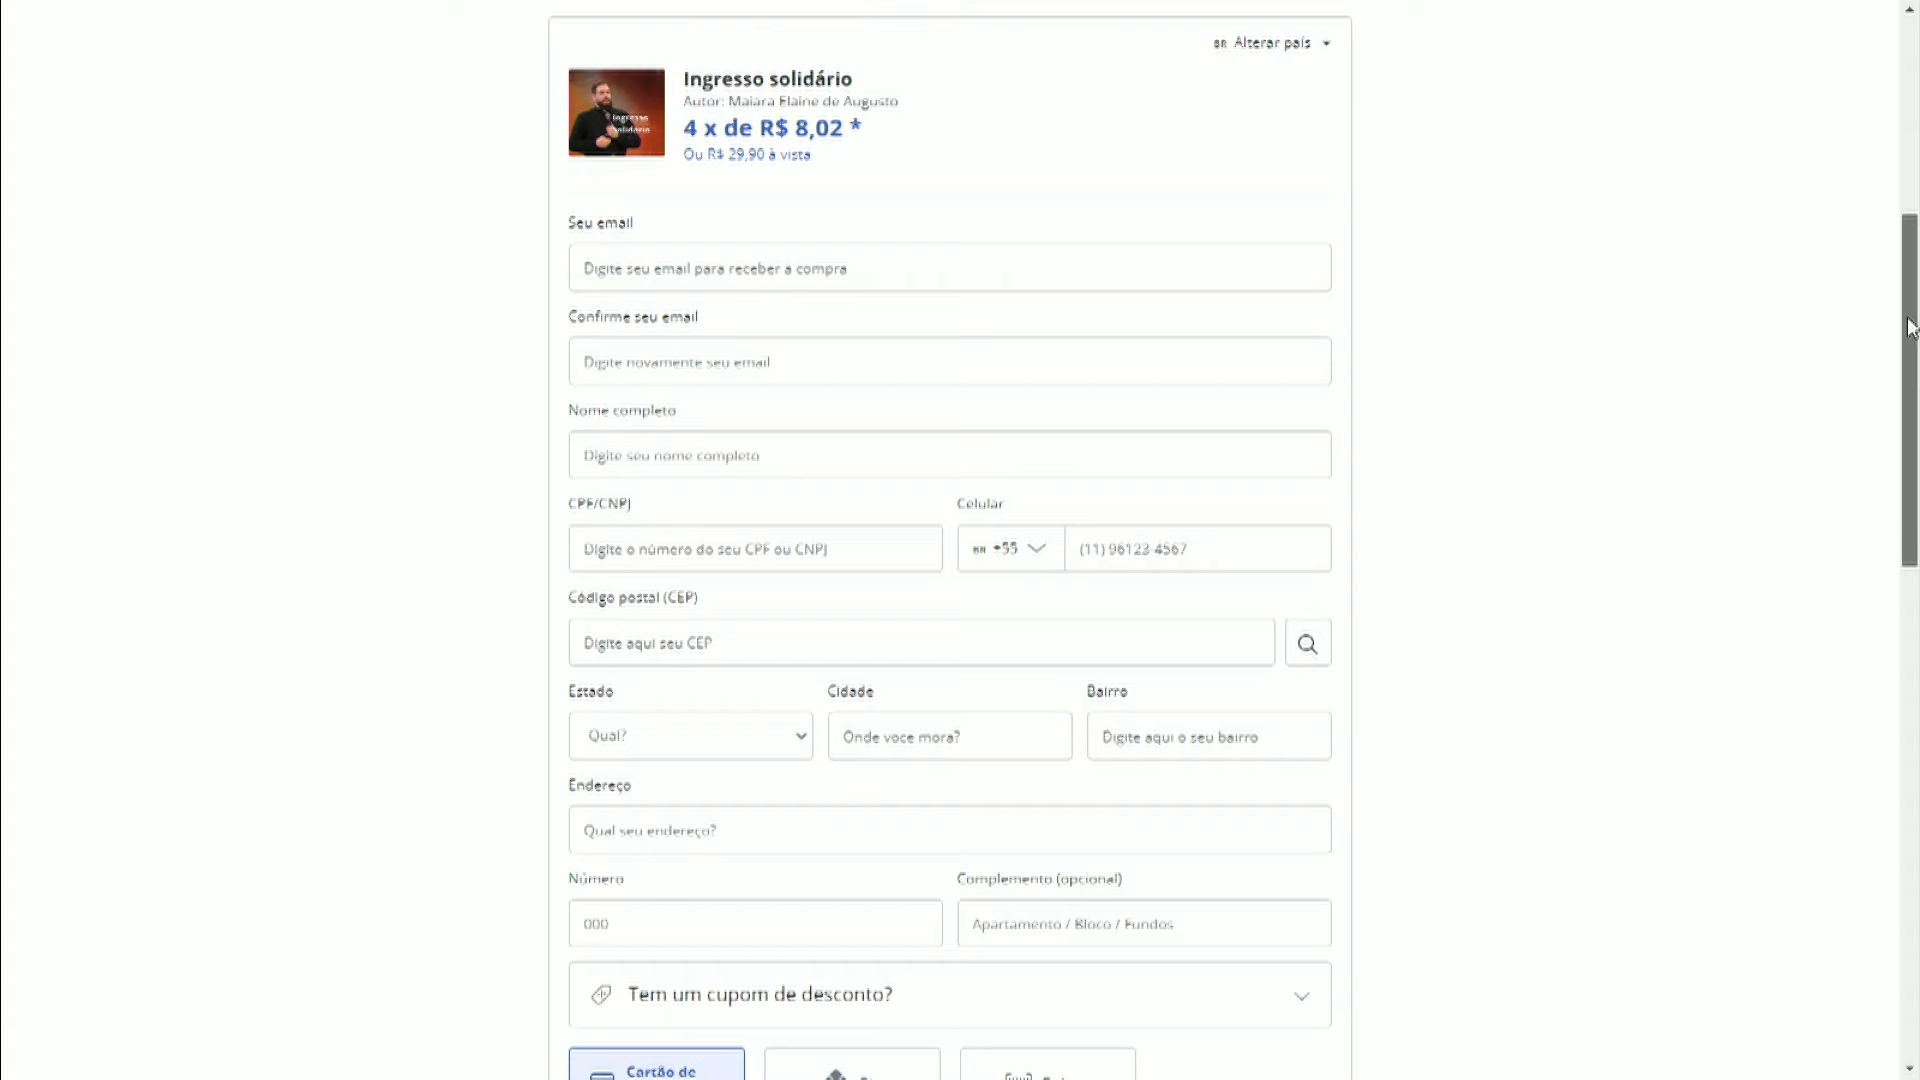 BR Alterar país
Ingresso solidário
Autor: Maiara Elaine de Augusto
4 x de R$ 8,02 *
Ou R$ 29,90 à vista
Ingresso
solidário
Seu email
Digite seu email para receber a compra
Confirme seu email
Digite novamente seu email
Nome completo
Digite seu nome completo
CPF/CNPJ
Celular
Digite o número do seu CPF ou CNPJ
BR +55
(11) 96123-4567
Código postal (CEP)
Digite aqui seu CEP
Estado
Cidade
Bairro
Qual?
Onde voce mora?
Digite aqui o seu bairro
Endereço
Qual seu endereço?
Número
Complemento (opcional)
000
Apartamento / Bloco / Fundos
Tem um cupom de desconto?
Cartão de